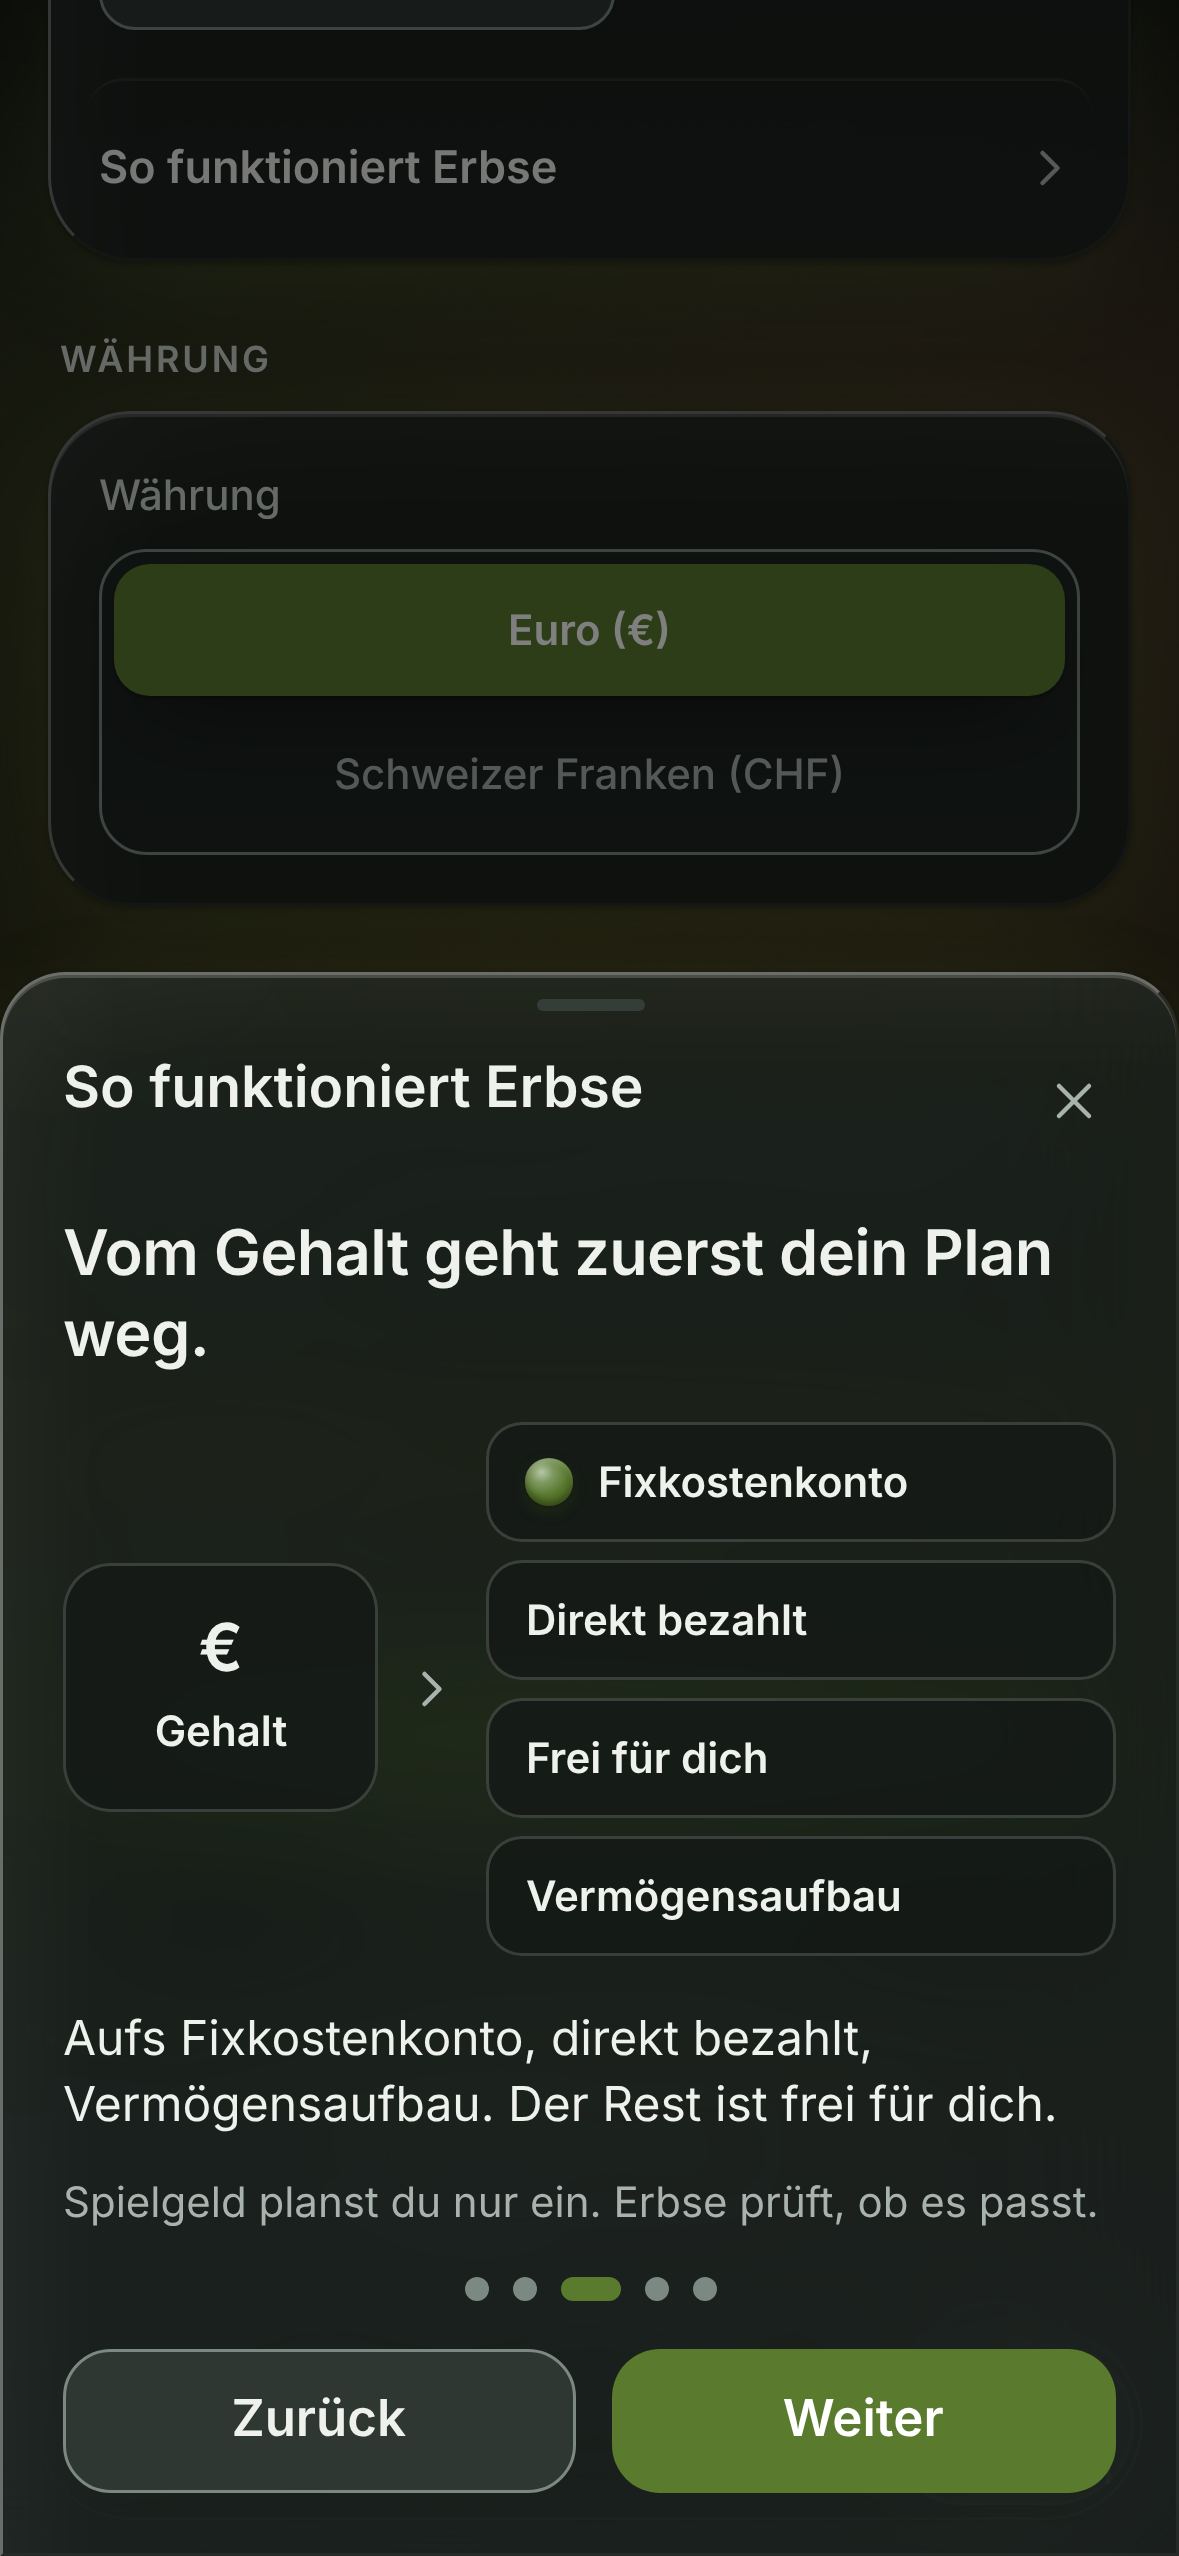 So funktioniert Erbse
WÄHRUNG
Währung
Euro (€)
Schweizer Franken (CHF)
So funktioniert Erbse
Vom Gehalt geht zuerst dein Plan
weg.
€
Gehalt
Fixkostenkonto
Direkt bezahlt
Frei für dich
Vermögensaufbau
Aufs Fixkostenkonto, direkt bezahlt,
Vermögensaufbau. Der Rest ist frei für dich.
Spielgeld planst du nur ein. Erbse prüft, ob es passt.
Zurück
Weiter